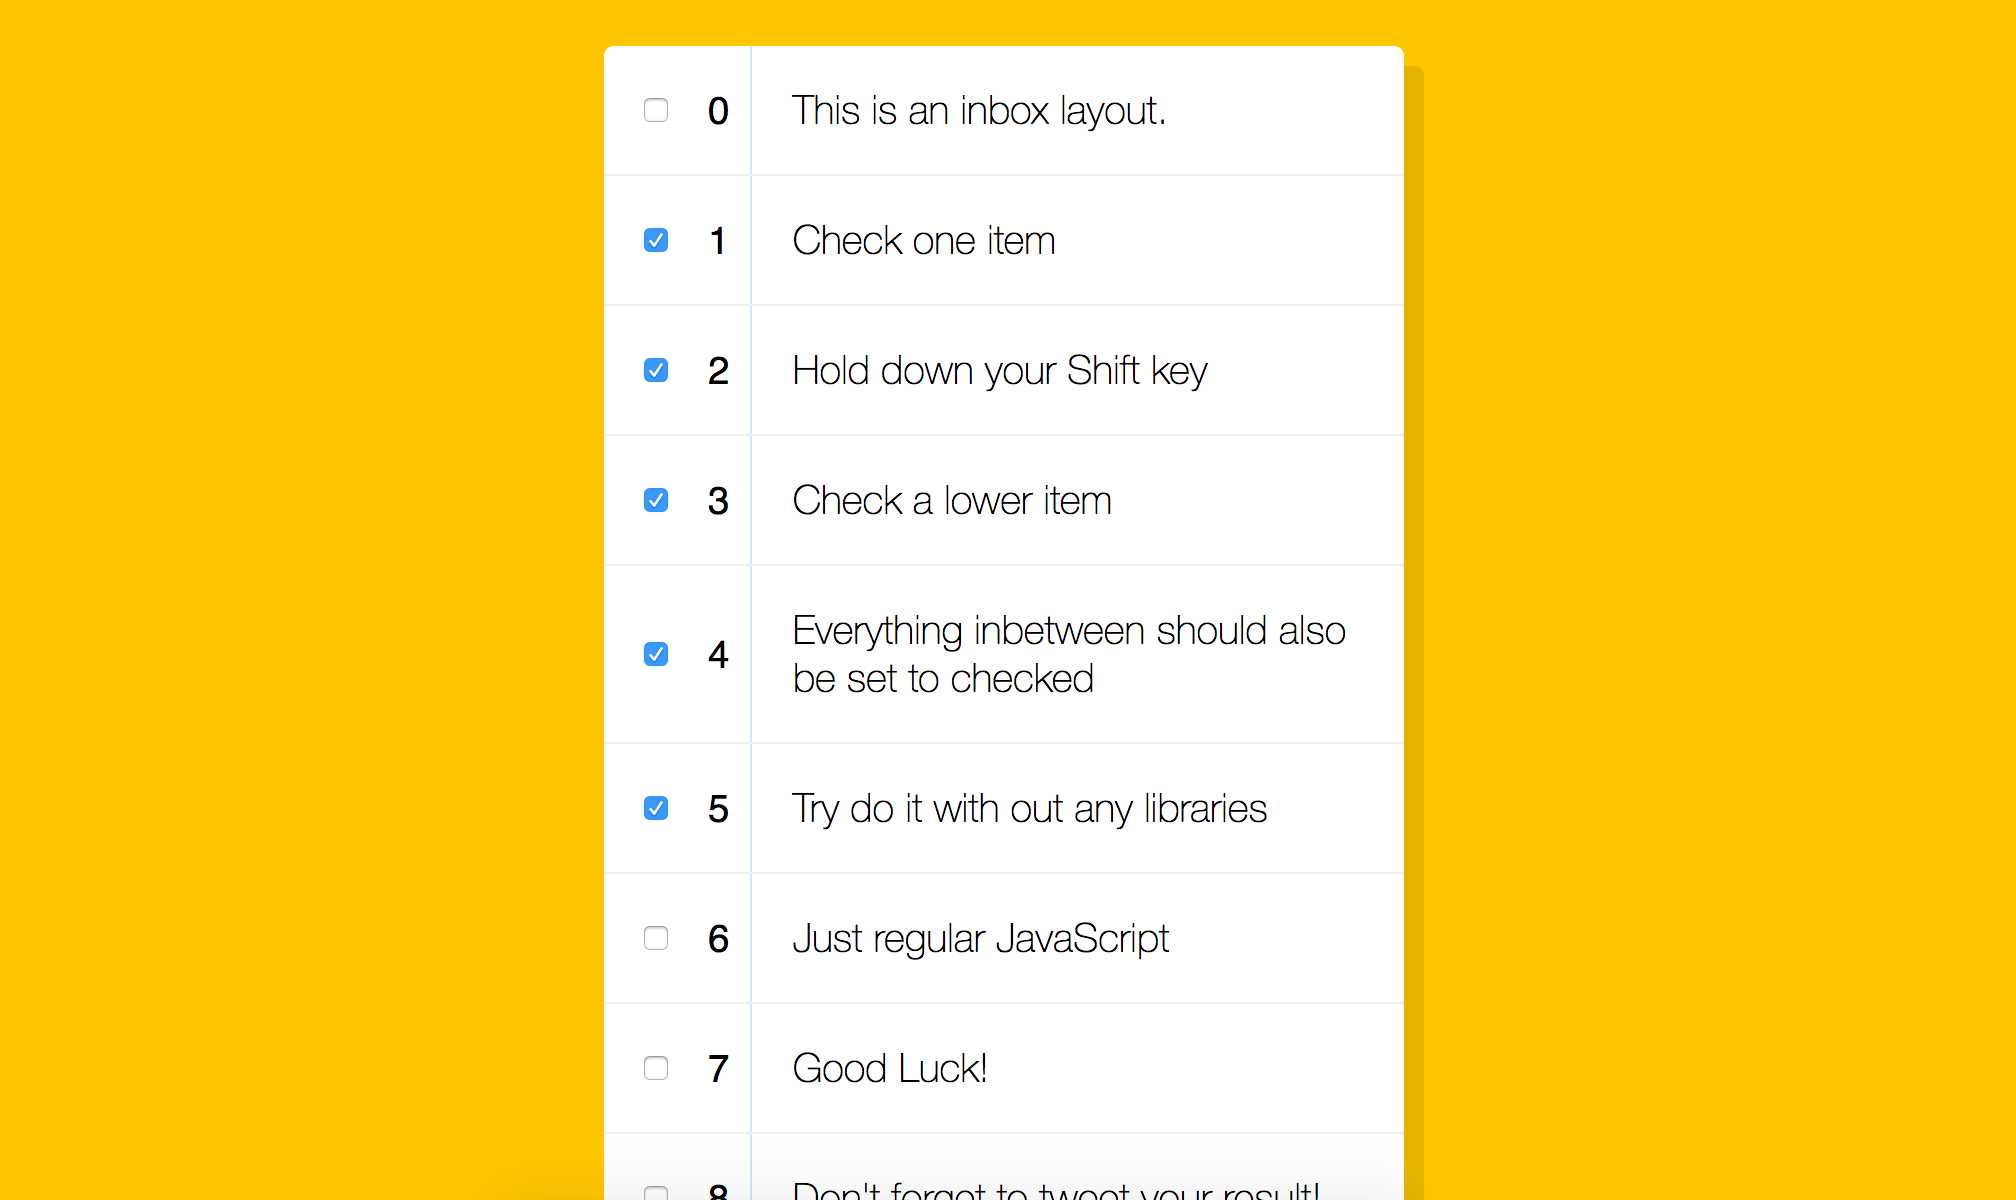 0 This is an inbox layout.
1 Check one item
2 Hold down your Shift key
3 Check a lower item
4 Everything inbetween should also
be set to checked
5 Try do it with out any libraries
6 Just regular JavaScript
7 Good Luck!
8 Don't forget to tweet your result!